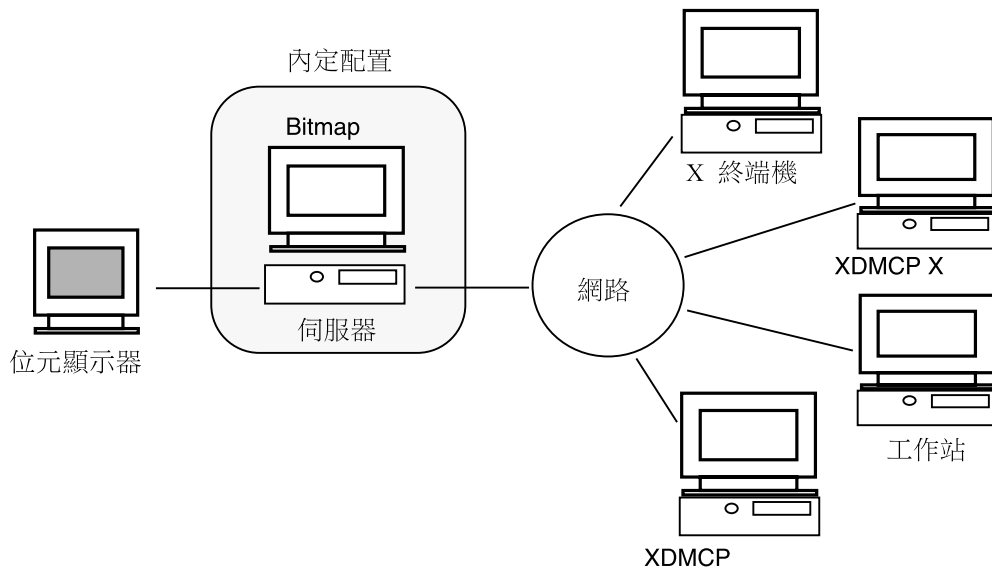 內定配置
Bitmap
伺服器
位元顯示器
網路
X 終端機
XDMCP X
工作站
XDMCP